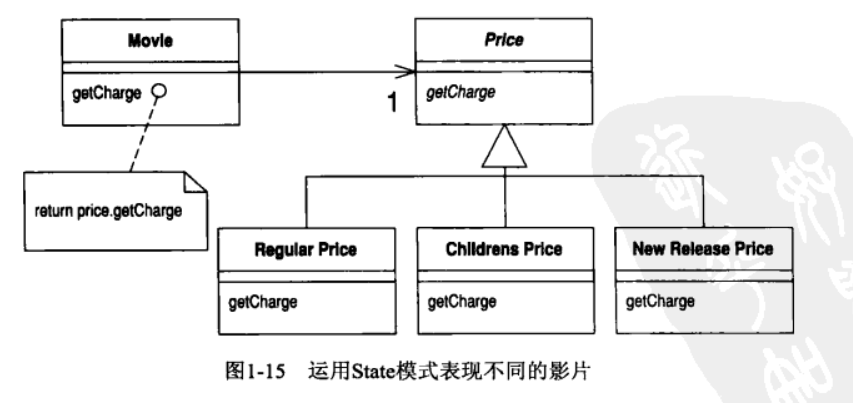 Movie
getCharge
return price.getCharge
1
Price
getCharge
Regular Price
getCharge
Childrens Price
getCharge
New Release Price
getCharge
图1-15 运用State模式表现不同的影片